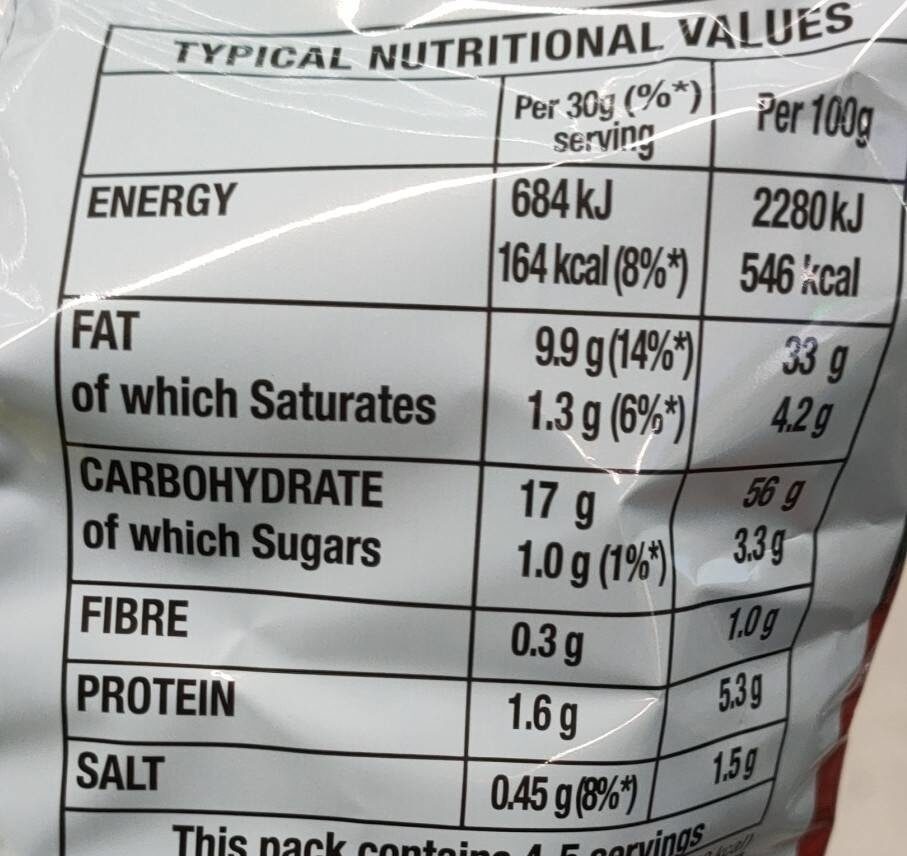 TYPICAL NUTRITIONAL VALUES
Per 30g (%*) serving Per 100g
ENERGY 684 kJ 2280 kJ
164 kcal (8%*) 546 kcal
FAT 9.9 g (14%*) 33 g
of which Saturates 1.3 g (6%*) 4.2 g
CARBOHYDRATE 17 g 56 g
of which Sugars 1.0 g (1%*) 3.3 g
FIBRE 0.3 g 1.0 g
PROTEIN 1.6 g 5.3 g
SALT 0.45 g (8%*) 1.5 g
This pack contains 4-5 servings